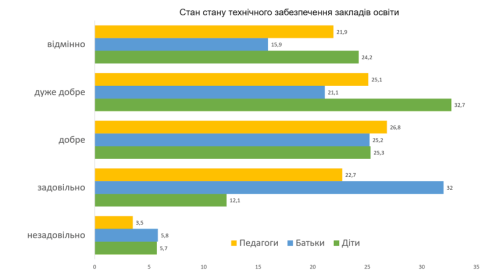 Стан стану технічного забезпечення закладів освіти
відмінно
21,9
15,9
24,2
дуже добре
25,1
21,1
32,7
добре
26,8
25,2
25,3
задовільно
22,7
32
12,1
незадовільно
3,5
5,8
5,7
Педагоги Батьки Діти
0 5 10 15 20 25 30 35